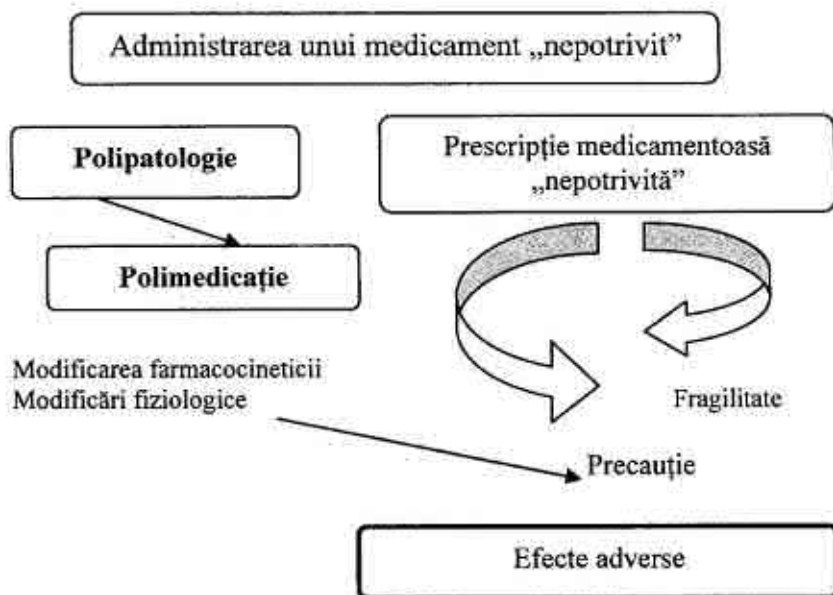 Administrarea unui medicament „nepotrivit”
Polipatologie
Prescripție medicamentoasă
„nepotrivită”
Polimedicație
Modificarea farmacocineticii
Modificări fiziologice
Fragilitate
Precauție
Efecte adverse